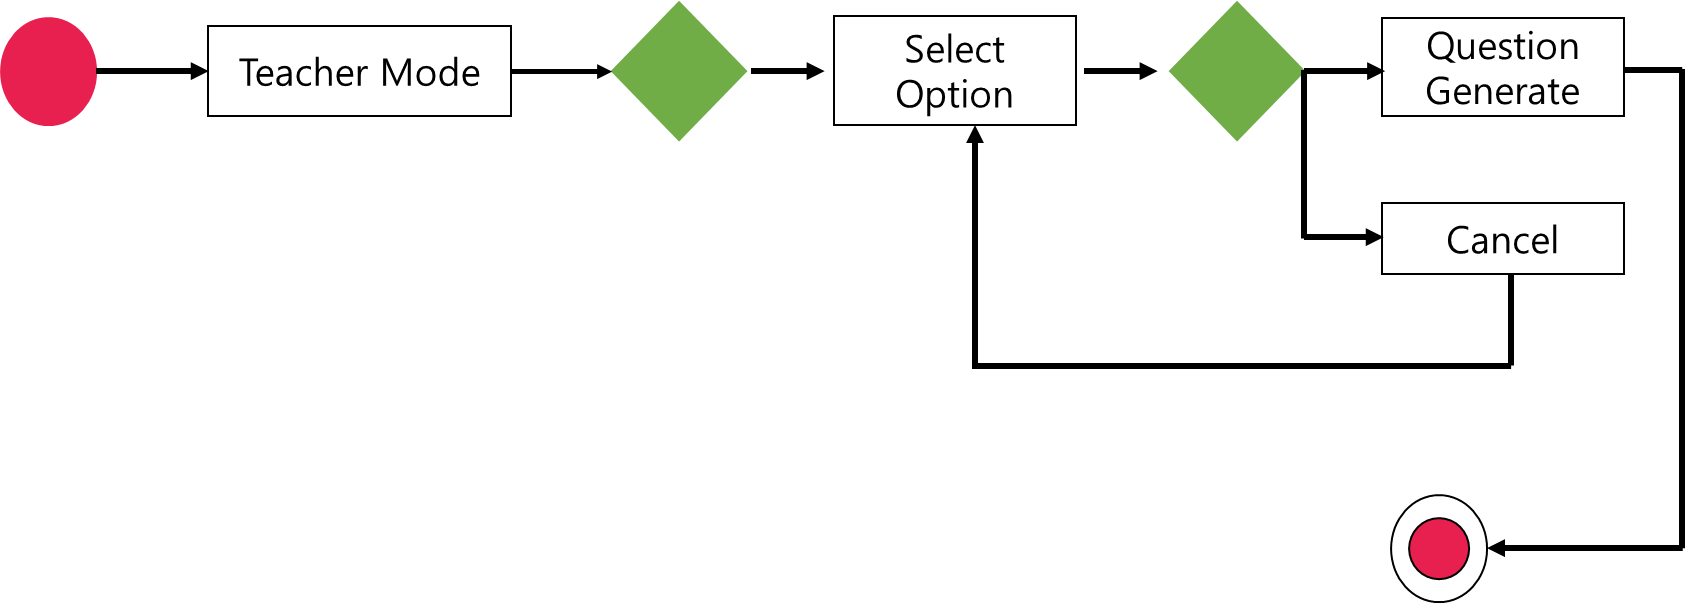 Teacher Mode
Select
Option
Question
Generate
Cancel